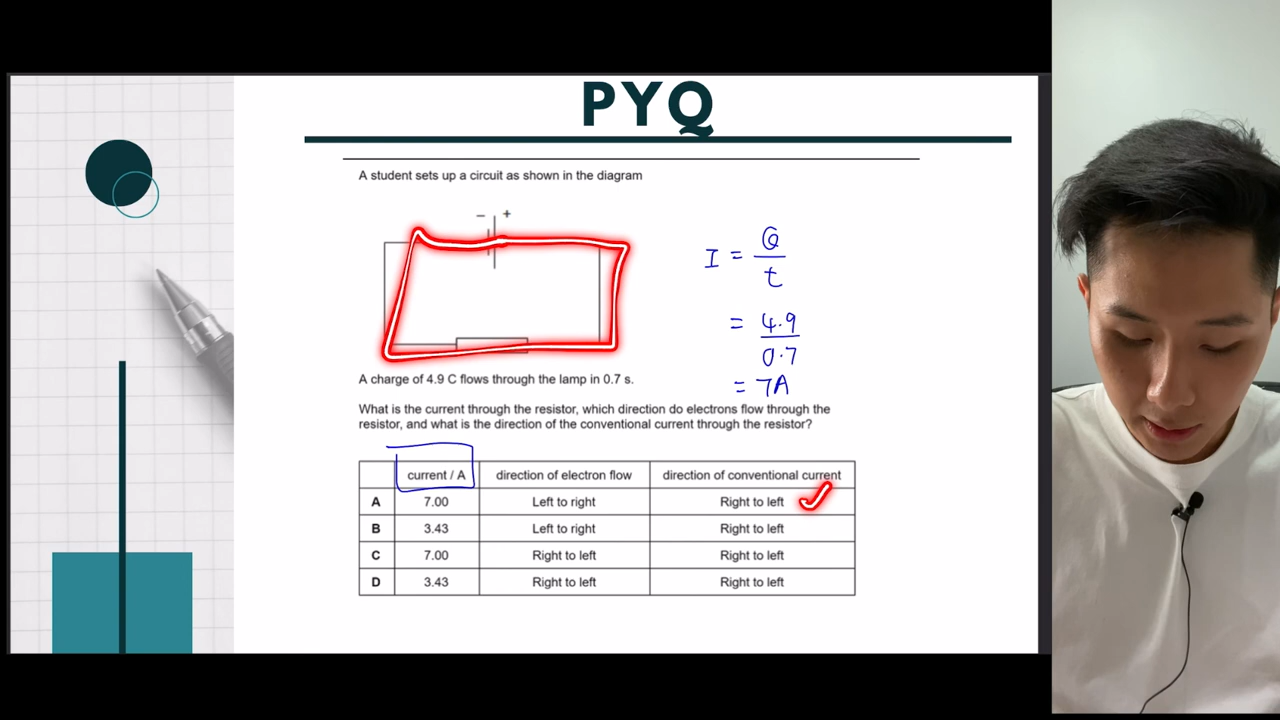 PYQ
A student sets up a circuit as shown in the diagram
− +
I = Q/t
= 4.9/0.7
= 7A
A charge of 4.9 C flows through the lamp in 0.7 s.
What is the current through the resistor, which direction do electrons flow through the
resistor, and what is the direction of the conventional current through the resistor?
current / A direction of electron flow direction of conventional current
A 7.00 Left to right Right to left
B 3.43 Left to right Right to left
C 7.00 Right to left Right to left
D 3.43 Right to left Right to left